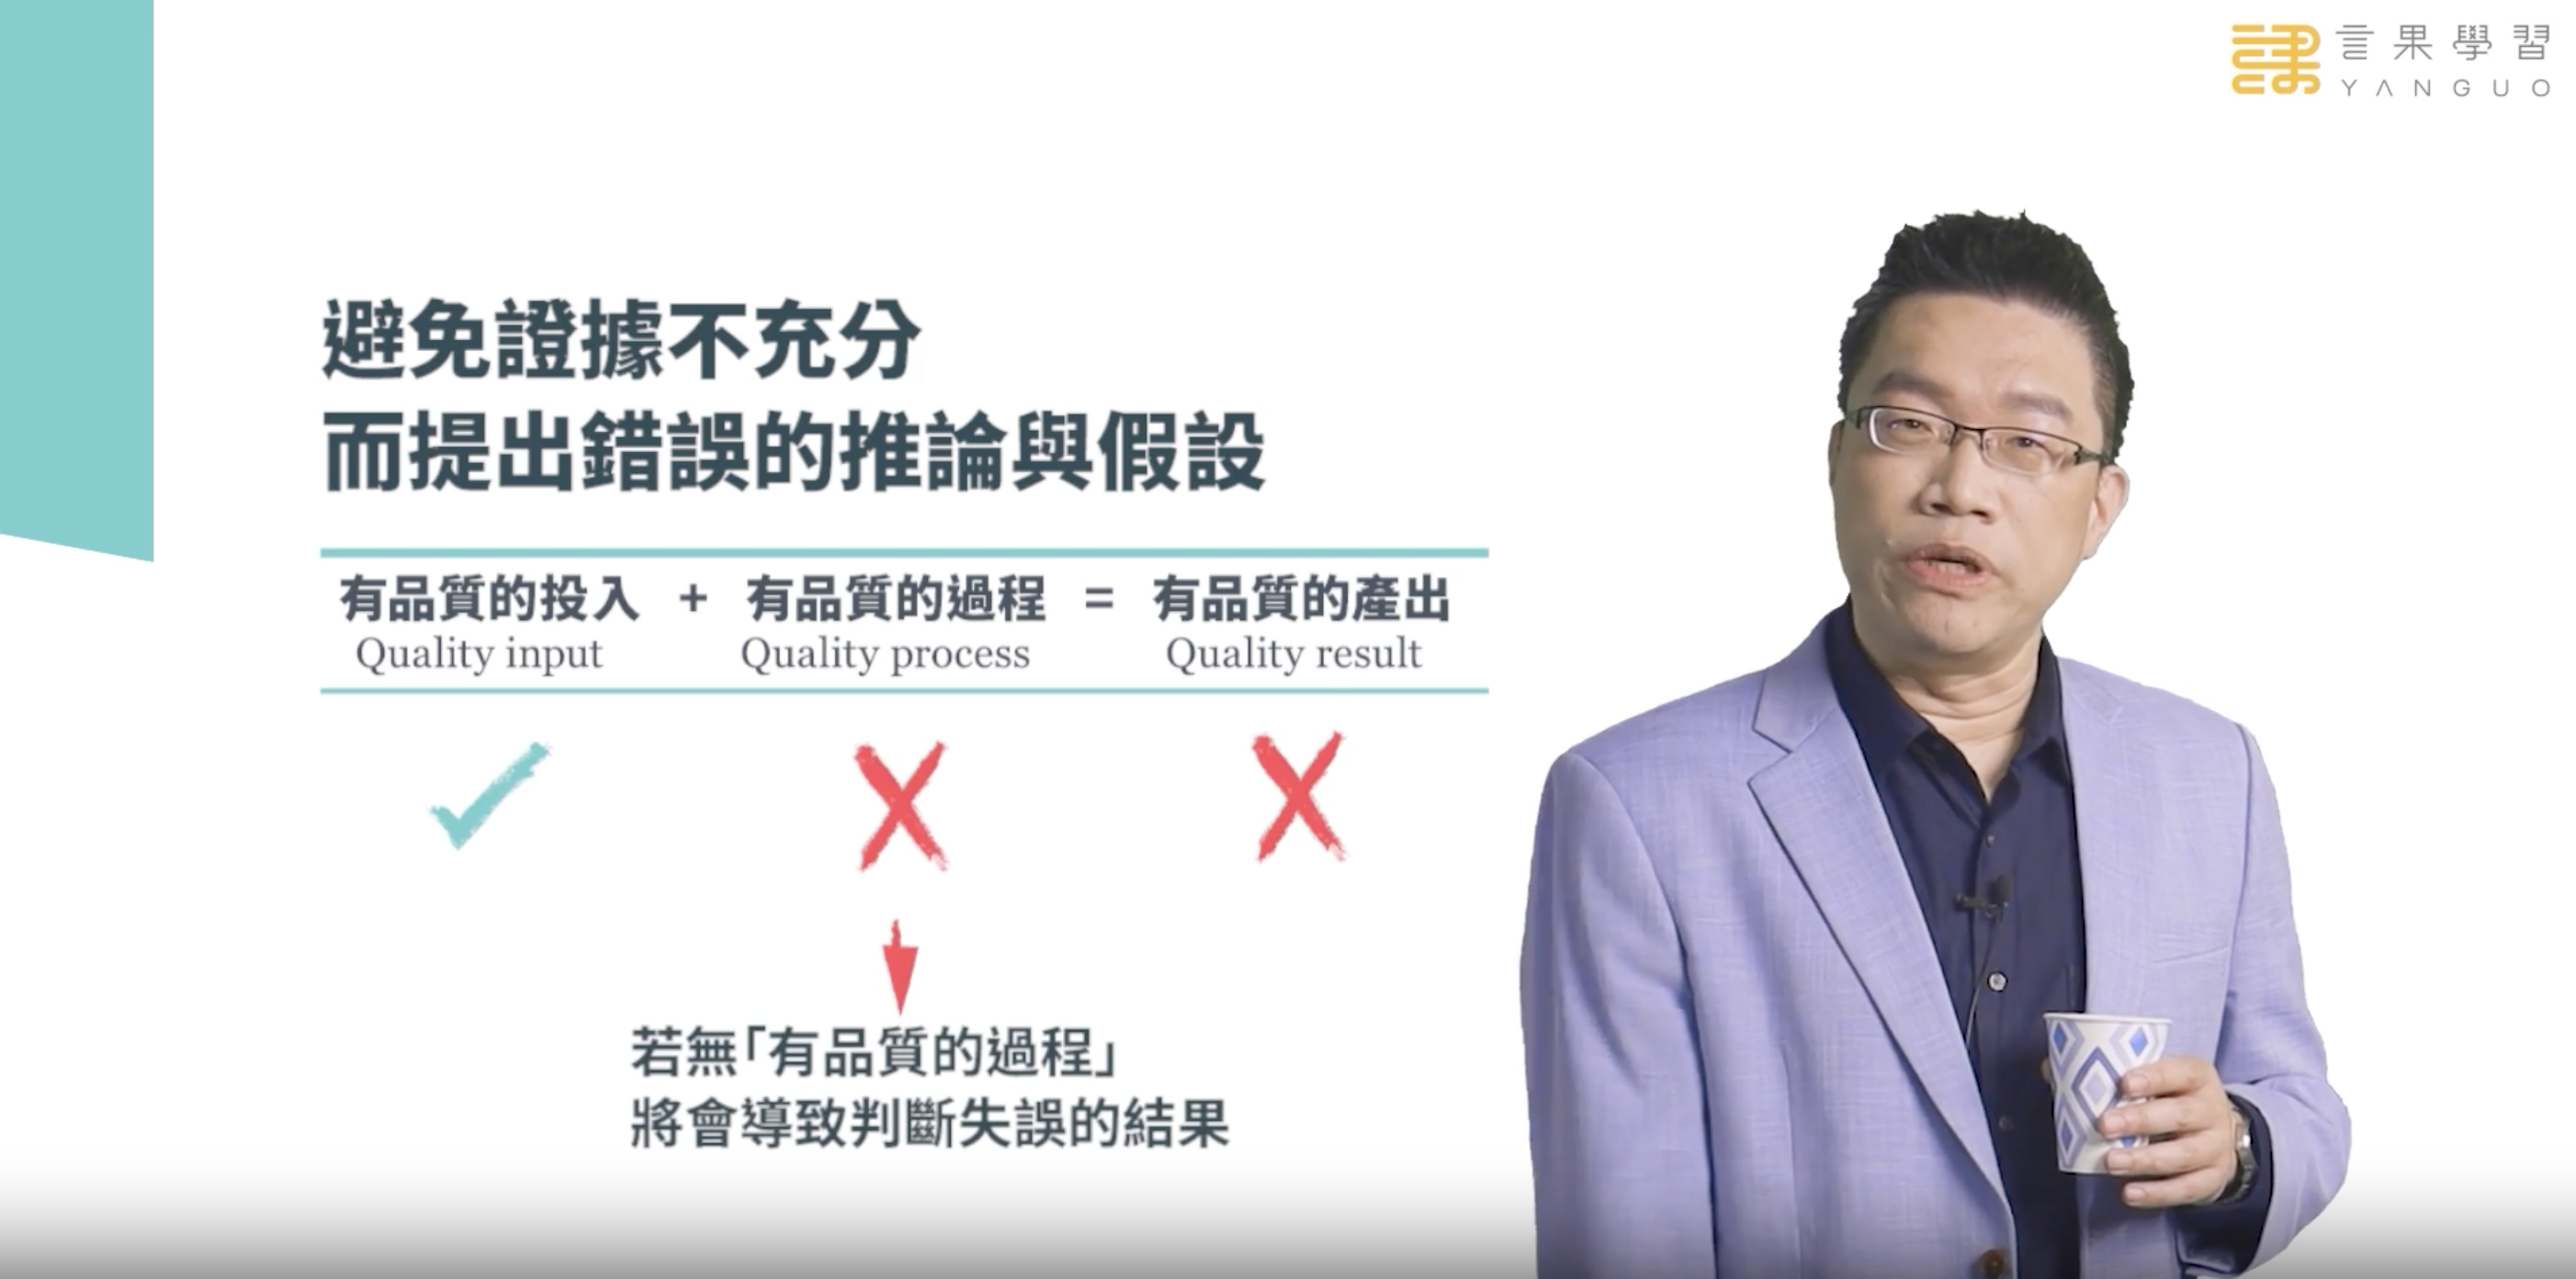 言果學習
YANGUO
避免證據不充分
而提出錯誤的推論與假設
有品質的投入 + 有品質的過程 = 有品質的產出
Quality input Quality process Quality result
若無「有品質的過程」
將會導致判斷失誤的結果